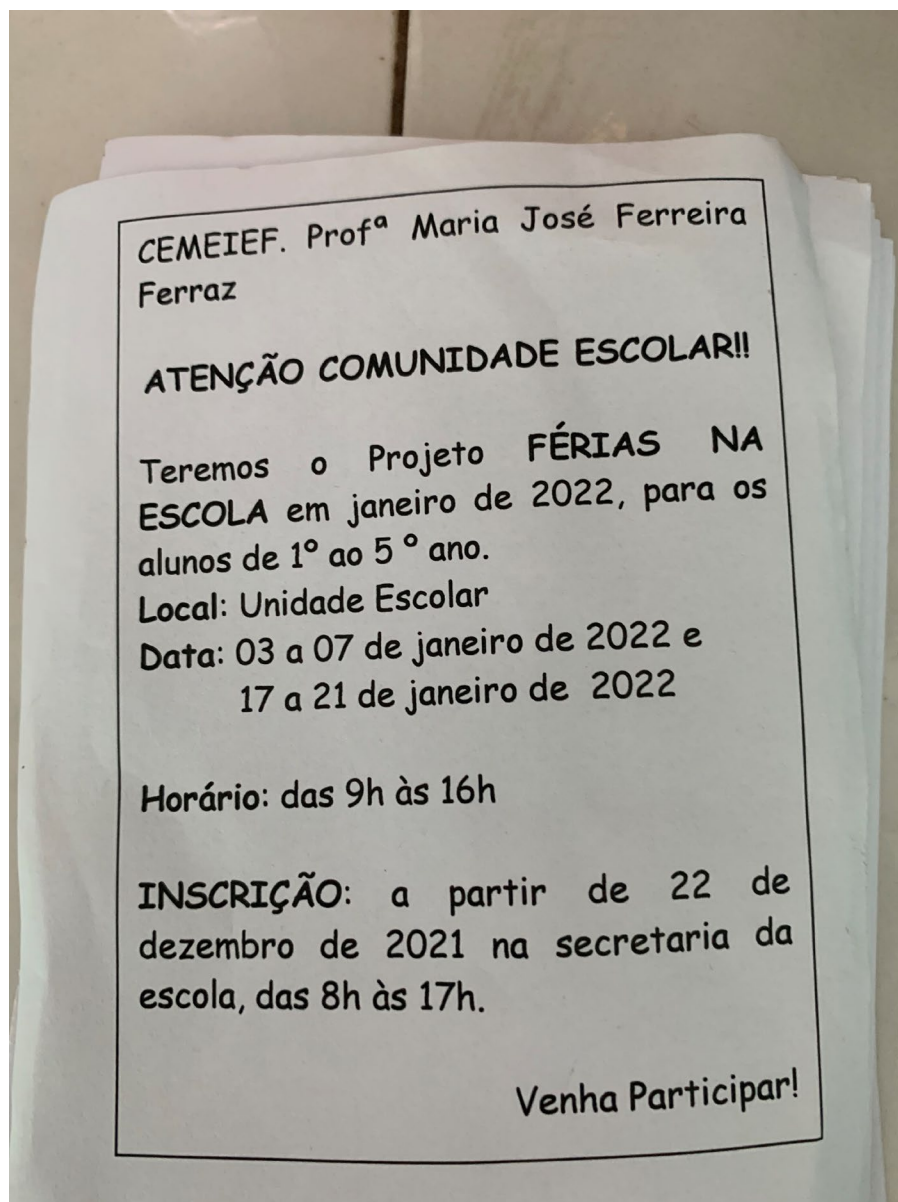 CEMEIEF. Profª Maria José Ferreira
Ferraz
ATENÇÃO COMUNIDADE ESCOLAR!!
Teremos o Projeto FÉRIAS NA
ESCOLA em janeiro de 2022, para os
alunos de 1º ao 5 º ano.
Local: Unidade Escolar
Data: 03 a 07 de janeiro de 2022 e
17 a 21 de janeiro de 2022
Horário: das 9h às 16h
INSCRIÇÃO: a partir de 22 de
dezembro de 2021 na secretaria da
escola, das 8h às 17h.
Venha Participar!